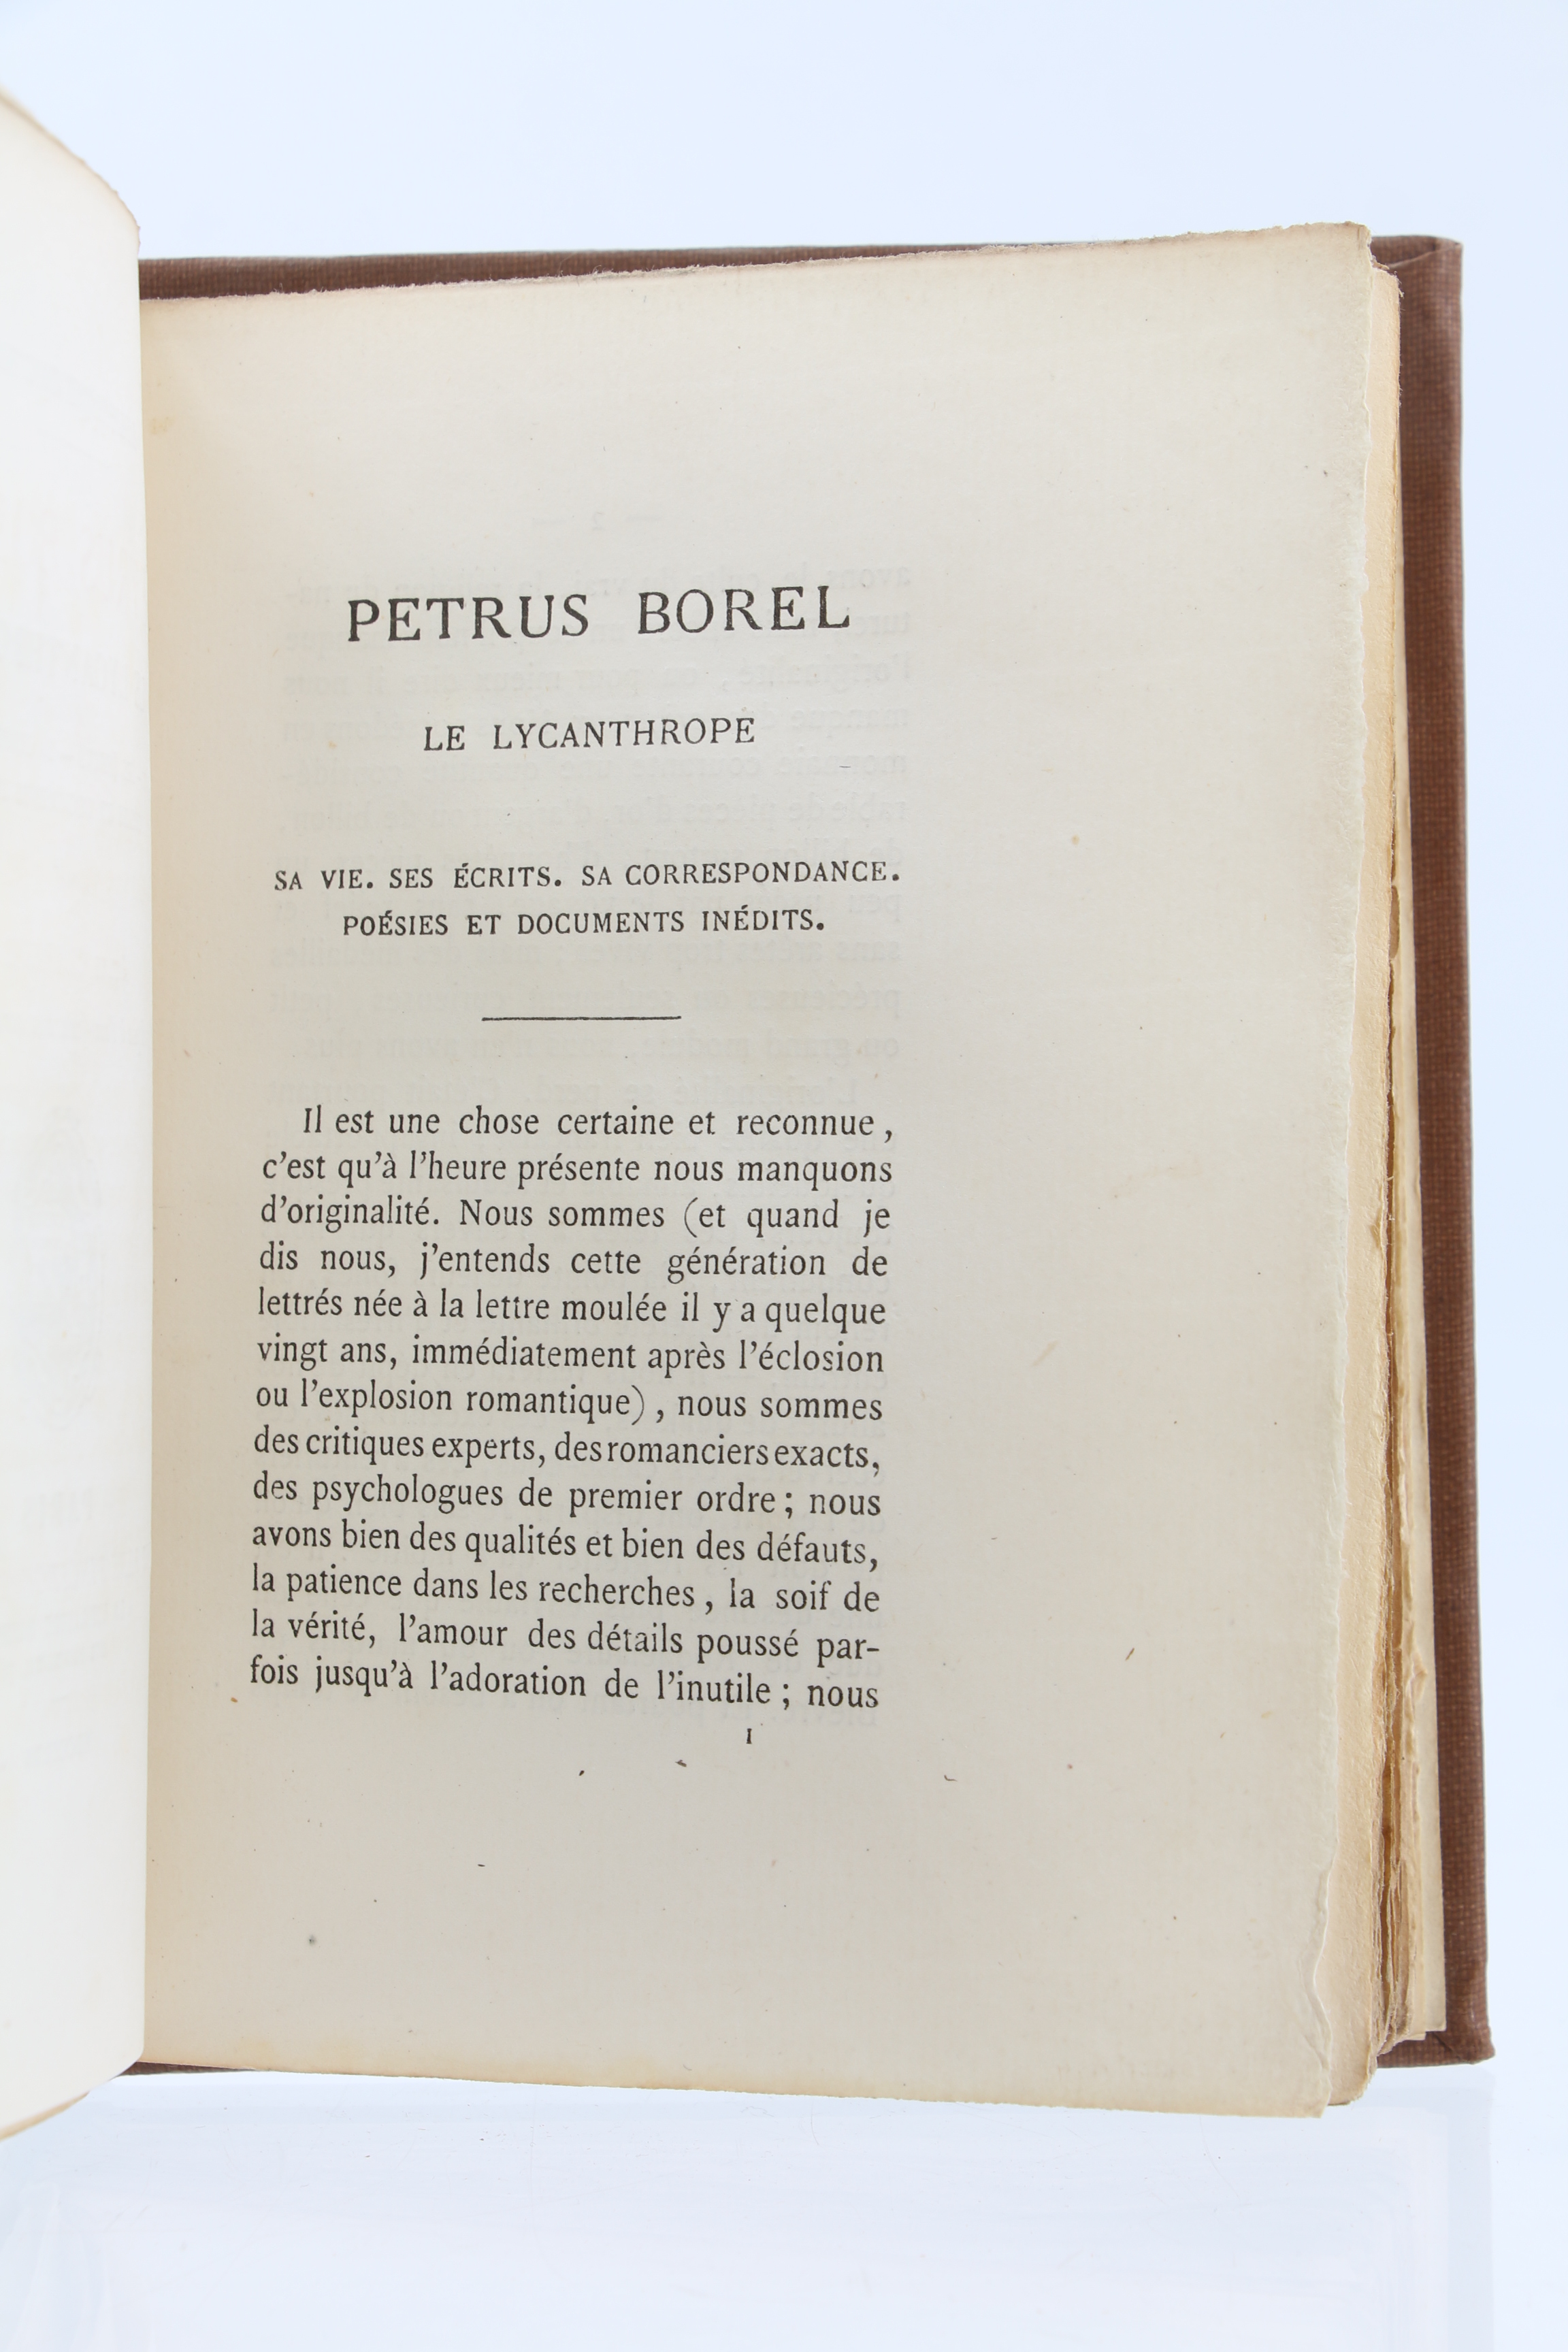 PETRUS BOREL
LE LYCANTHROPE
SA VIE. SES ÉCRITS. SA CORRESPONDANCE.
POÉSIES ET DOCUMENTS INÉDITS.
Il est une chose certaine et reconnue,
c'est qu'à l'heure présente nous manquons
d'originalité. Nous sommes (et quand je
dis nous, j'entends cette génération de
lettrés née à la lettre moulée il y a quelque
vingt ans, immédiatement après l'éclosion
ou l'explosion romantique), nous sommes
des critiques experts, des romanciers exacts,
des psychologues de premier ordre; nous
avons bien des qualités et bien des défauts,
la patience dans les recherches, la soif de
la vérité, l'amour des détails poussé par-
fois jusqu'à l'adoration de l'inutile; nous
1